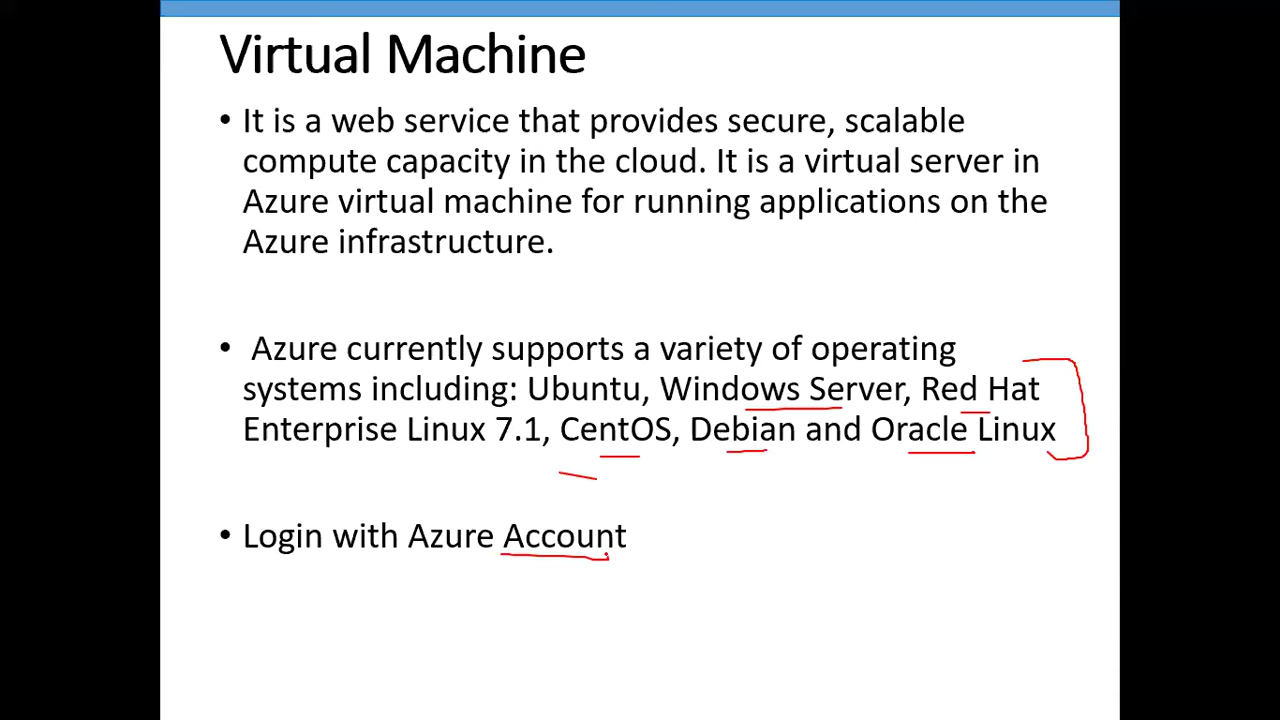 Virtual Machine
• It is a web service that provides secure, scalable
compute capacity in the cloud. It is a virtual server in
Azure virtual machine for running applications on the
Azure infrastructure.
• Azure currently supports a variety of operating
systems including: Ubuntu, Windows Server, Red Hat
Enterprise Linux 7.1, CentOS, Debian and Oracle Linux
• Login with Azure Account